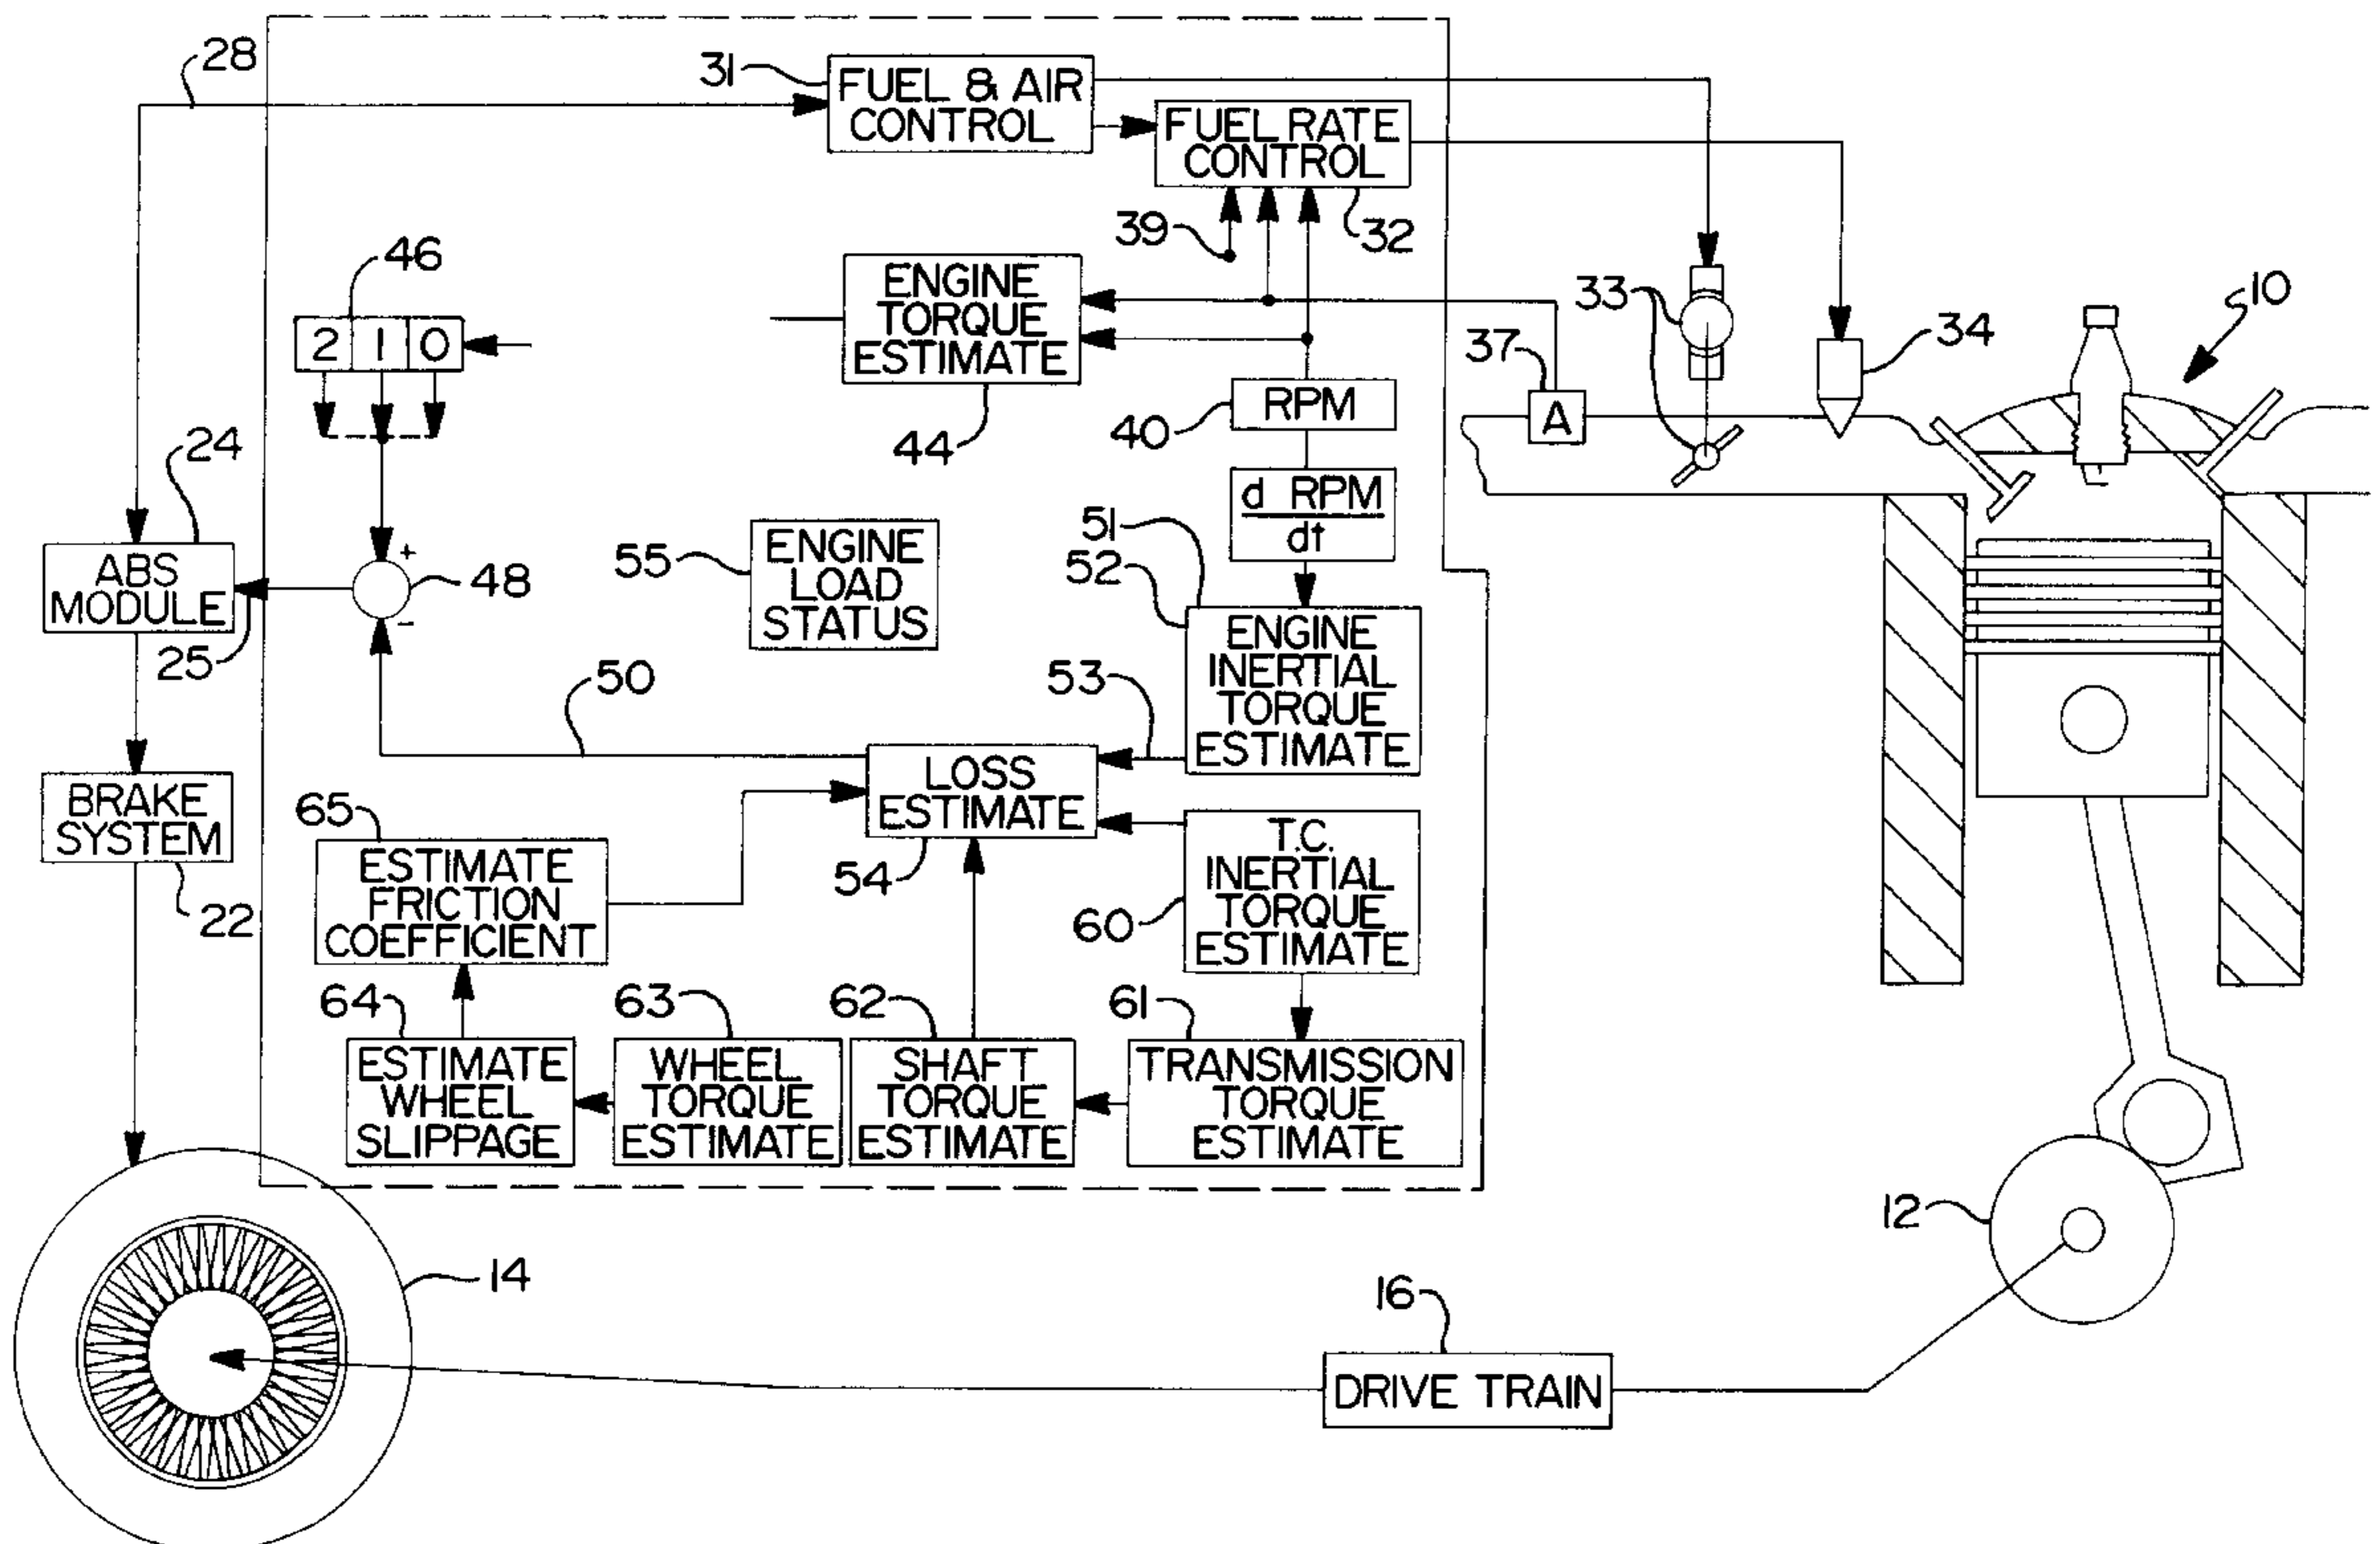 28
31
FUEL & AIR
CONTROL
FUEL RATE
CONTROL
39
32
46
ENGINE
TORQUE
ESTIMATE
44
2 1 0
33
10
37
34
A
RPM
40
d RPM
dt
24
ABS
MODULE
25
+
48
-
55
ENGINE
LOAD
STATUS
51
52
ENGINE
INERTIAL
TORQUE
ESTIMATE
50
53
LOSS
ESTIMATE
54
BRAKE
SYSTEM
22
65
ESTIMATE
FRICTION
COEFFICIENT
T.C.
INERTIAL
TORQUE
ESTIMATE
60
64
ESTIMATE
WHEEL
SLIPPAGE
63
WHEEL
TORQUE
ESTIMATE
62
SHAFT
TORQUE
ESTIMATE
61
TRANSMISSION
TORQUE
ESTIMATE
12
14
16
DRIVE TRAIN